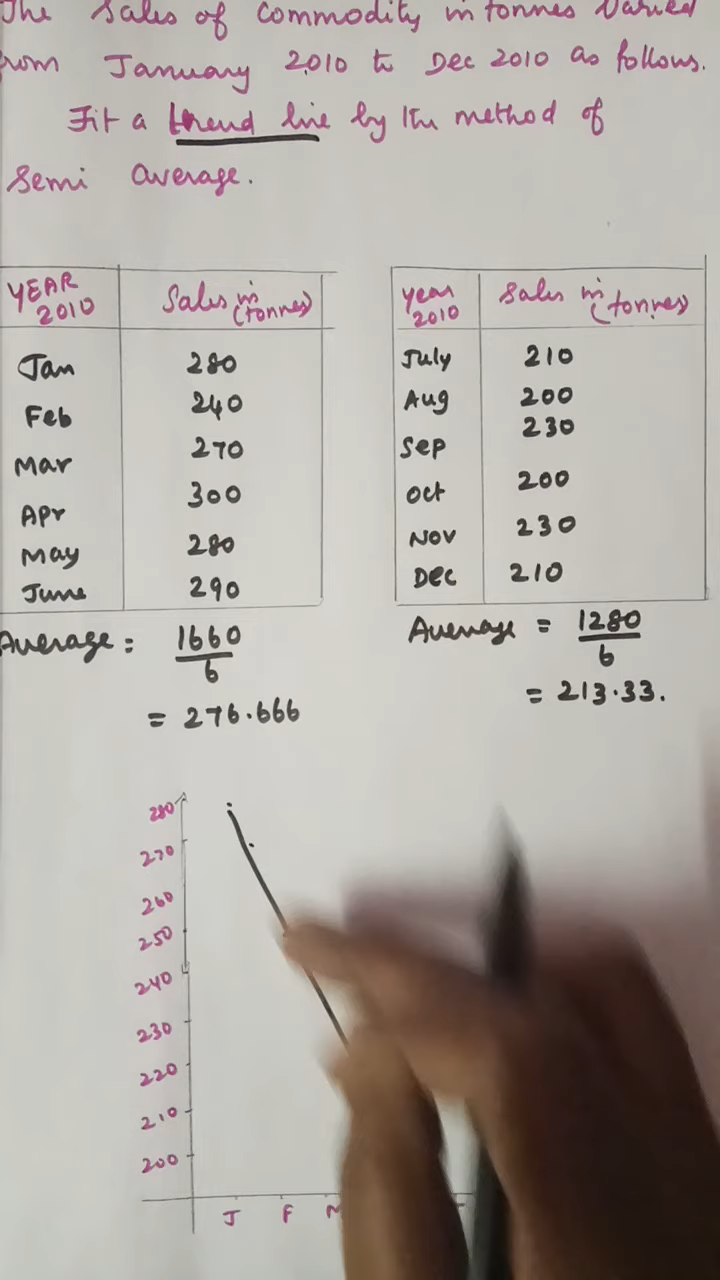 The Sales of Commodity in tonnes varied
from January 2010 to Dec 2010 as follows.
Fit a trend line by the method of
Semi average.
YEAR 2010 Sales in (tonnes)
Jan 280
Feb 240
Mar 270
Apr 300
May 280
June 290
Average = 1660/6
= 276.666
year 2010 Sales in (tonnes)
July 210
Aug 200
Sep 230
Oct 200
Nov 230
Dec 210
Average = 1280/6
= 213.33.
280
270
260
250
240
230
220
210
200
J F